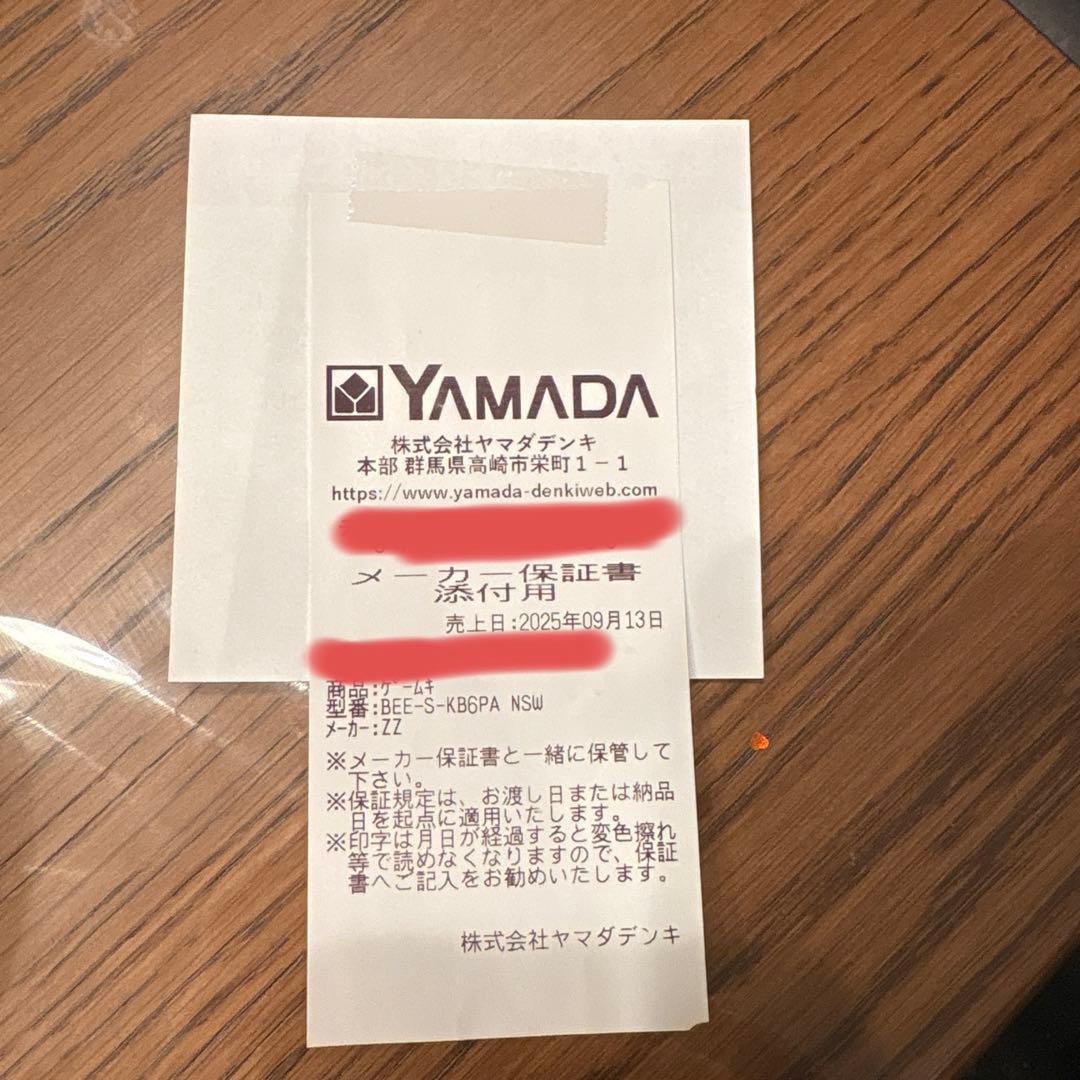 YAMADA
株式会社ヤマダデンキ
本部 群馬県高崎市栄町1-1
https://www.yamada-denkiweb.com
メーカー保証書
添付用
売上日:2025年09月13日
商品:ゲームキ
型番:BEE-S-KB6PA NSW
メーカー:ZZ
※メーカー保証書と一緒に保管して
下さい。
※保証規定は、お渡し日または納品
日を起点に適用いたします。
※印字は月日が経過すると変色擦れ
等で読めなくなりますので、保証
書へご記入をお勧めいたします。
株式会社ヤマダデンキ